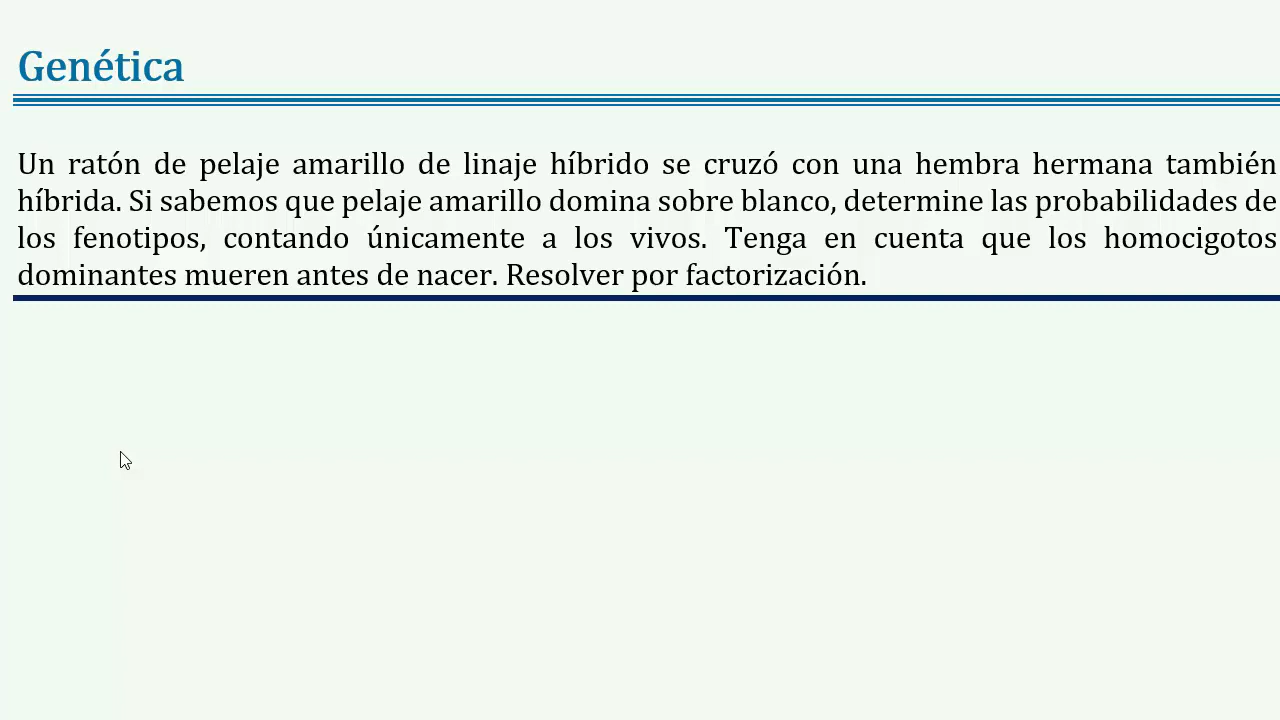 Genética
Un ratón de pelaje amarillo de linaje híbrido se cruzó con una hembra hermana también
híbrida. Si sabemos que pelaje amarillo domina sobre blanco, determine las probabilidades de
los fenotipos, contando únicamente a los vivos. Tenga en cuenta que los homocigotos
dominantes mueren antes de nacer. Resolver por factorización.